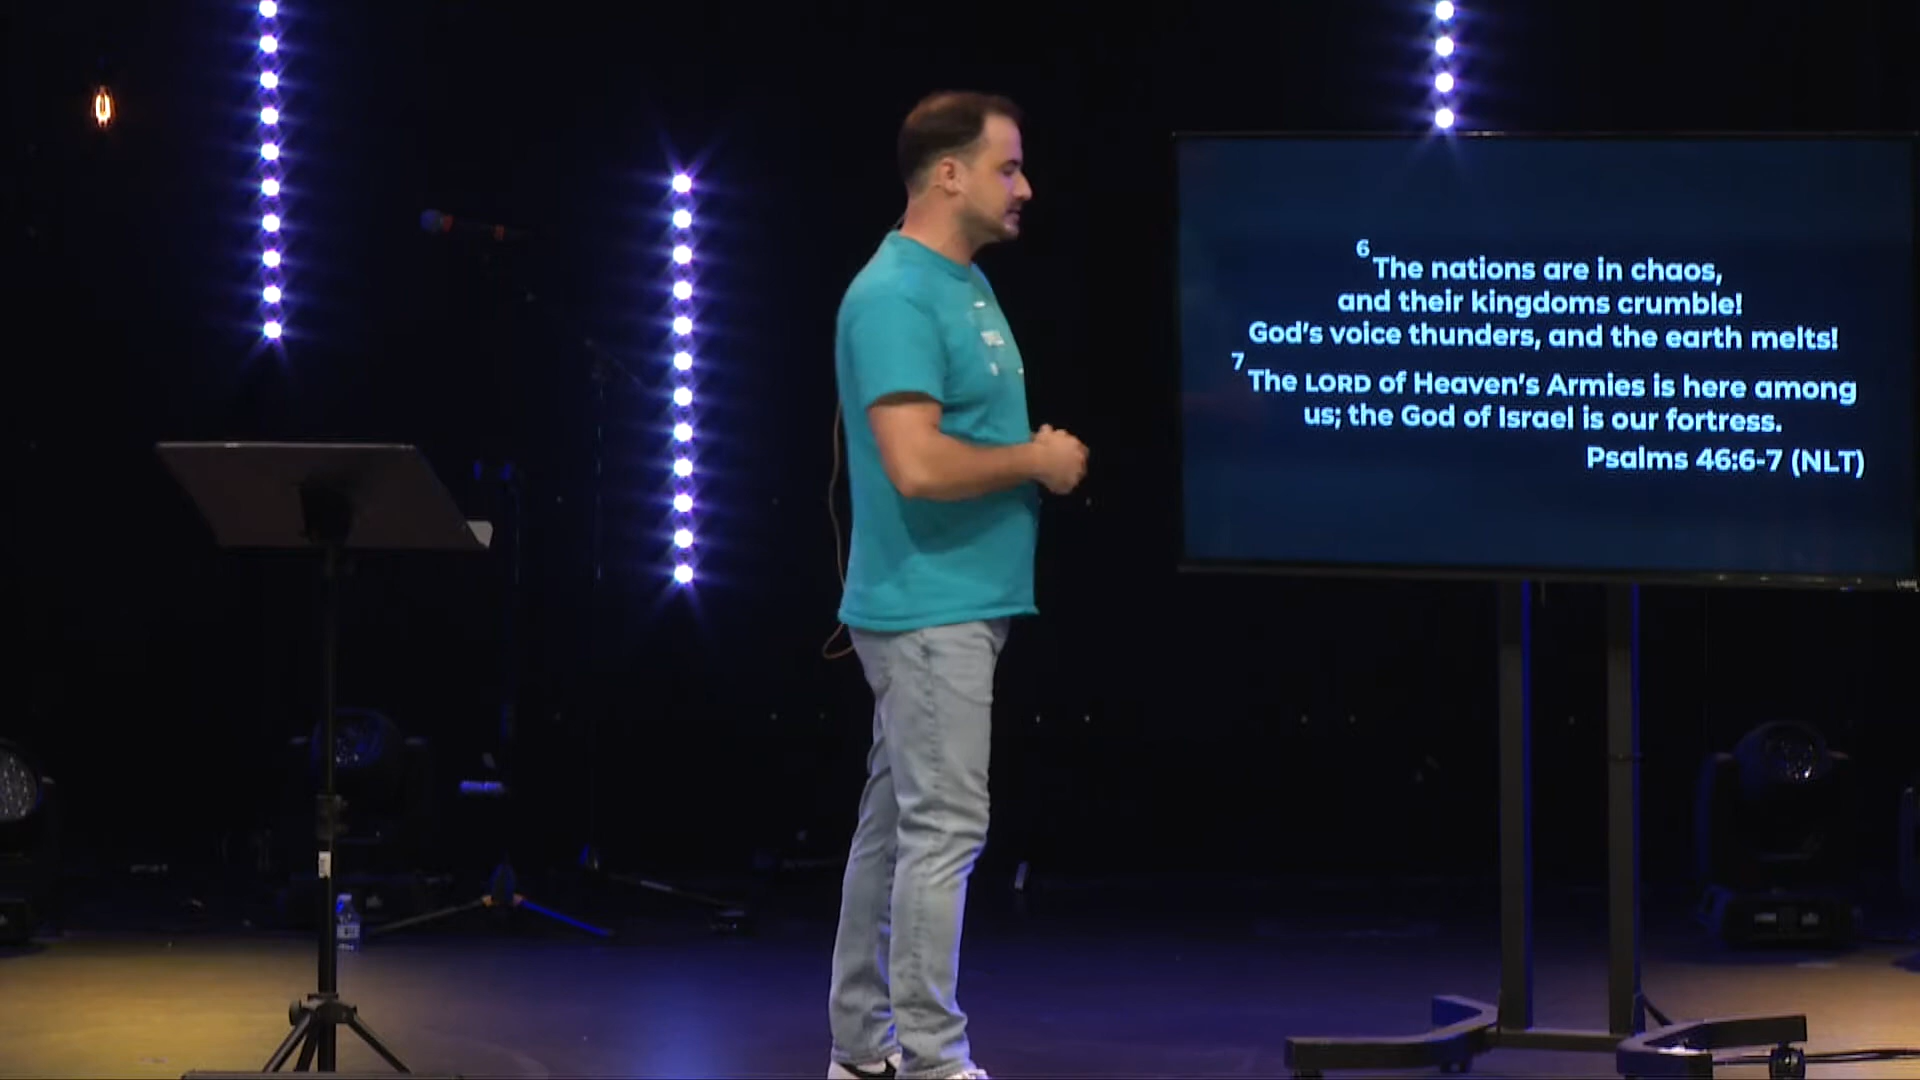 6 The nations are in chaos,
and their kingdoms crumble!
God's voice thunders, and the earth melts!
7 The LORD of Heaven's Armies is here among
us; the God of Israel is our fortress.
Psalms 46:6-7 (NLT)